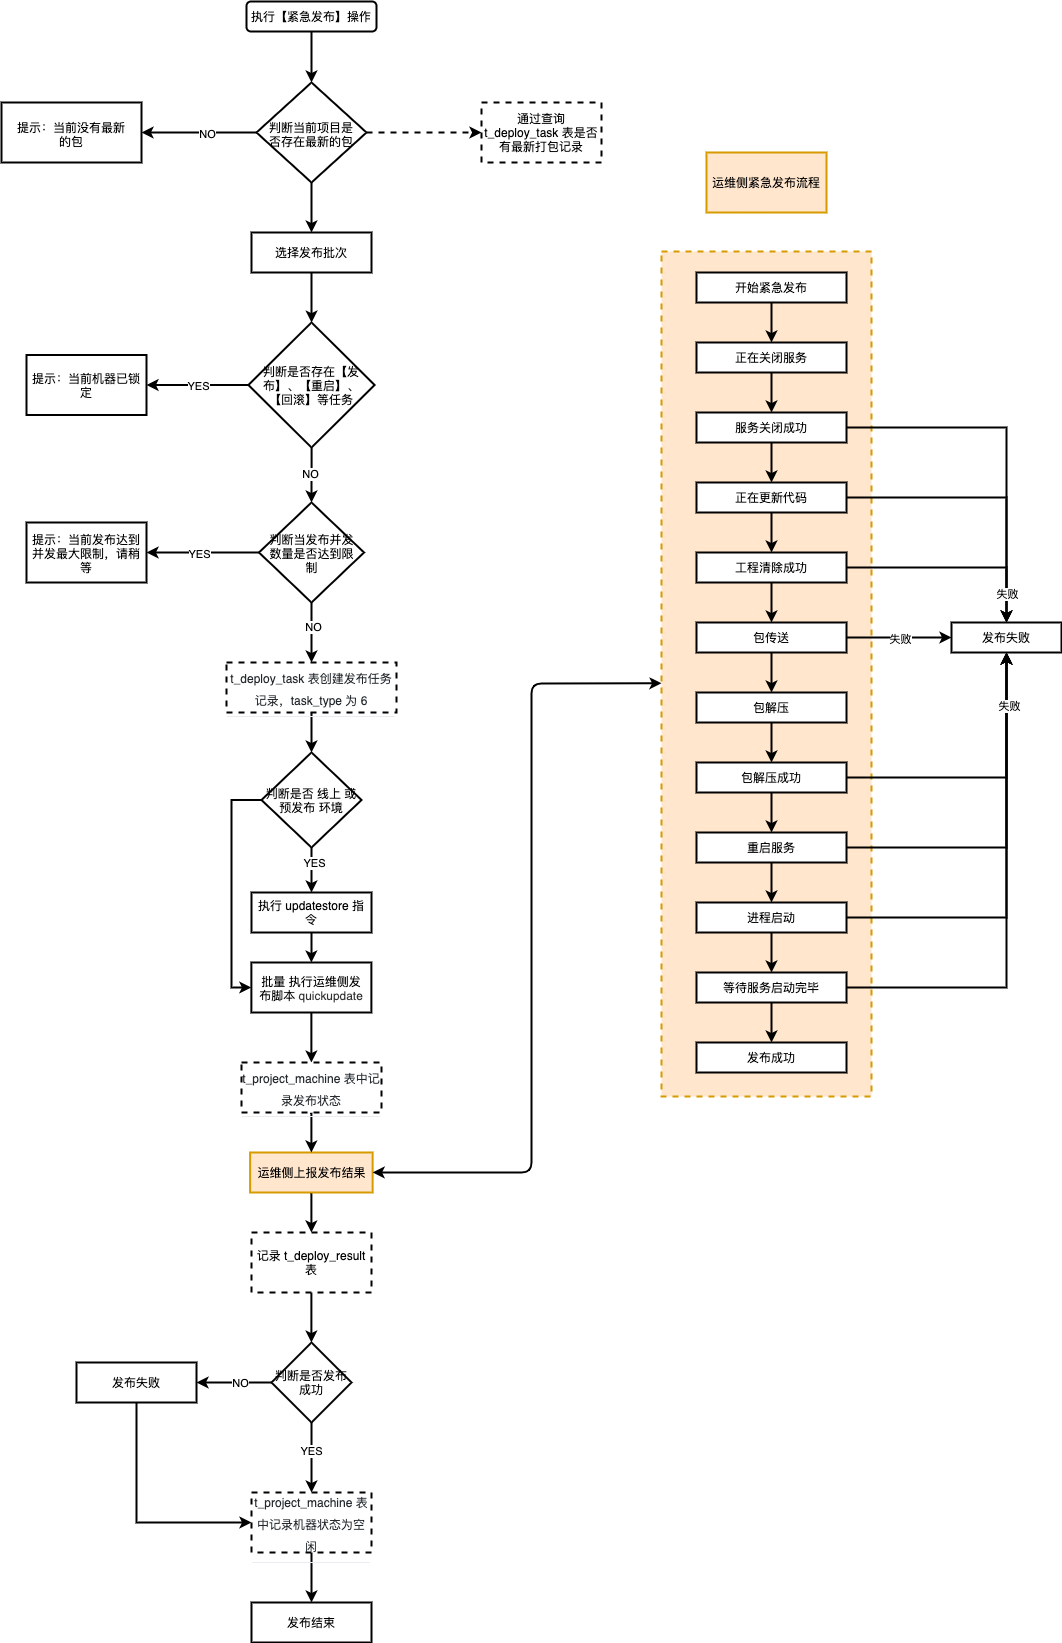 执行【紧急发布】操作
判断当前项目是
否存在最新的包
NO
提示：当前没有最新
的包
通过查询
t_deploy_task 表是否
有最新打包记录
选择发布批次
判断是否存在【发
布】、【重启】、
【回滚】等任务
YES
提示：当前机器已锁
定
NO
判断当发布并发
数量是否达到限
制
YES
提示：当前发布达到
并发最大限制，请稍
等
NO
t_deploy_task 表创建发布任务
记录，task_type 为 6
判断是否 线上 或
预发布 环境
YES
执行 updatestore 指
令
批量 执行运维侧发
布脚本 quickupdate
t_project_machine 表中记
录发布状态
运维侧上报发布结果
记录 t_deploy_result
表
判断是否发布
成功
NO
发布失败
YES
t_project_machine 表
中记录机器状态为空
闲
发布结束
运维侧紧急发布流程
开始紧急发布
正在关闭服务
服务关闭成功
正在更新代码
工程清除成功
包传送
包解压
包解压成功
重启服务
进程启动
等待服务启动完毕
发布成功
失败
失败
发布失败
失败